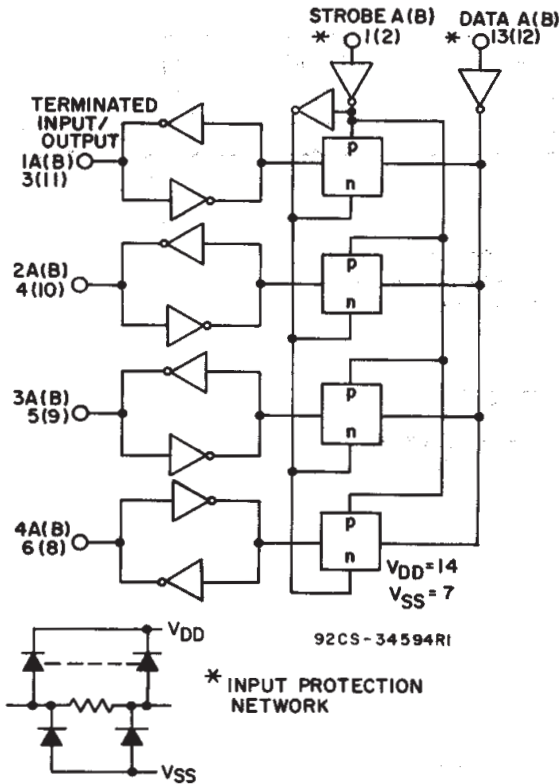 STROBE A(B)
* 1(2)
DATA A(B)
* 13(12)
TERMINATED
INPUT/
OUTPUT
1A(B)
3(11)
p
n
2A(B)
4(10)
p
n
3A(B)
5(9)
p
n
4A(B)
6(8)
p
n
VDD=14
VSS=7
92CS-34594R1
VDD
* INPUT PROTECTION
NETWORK
VSS